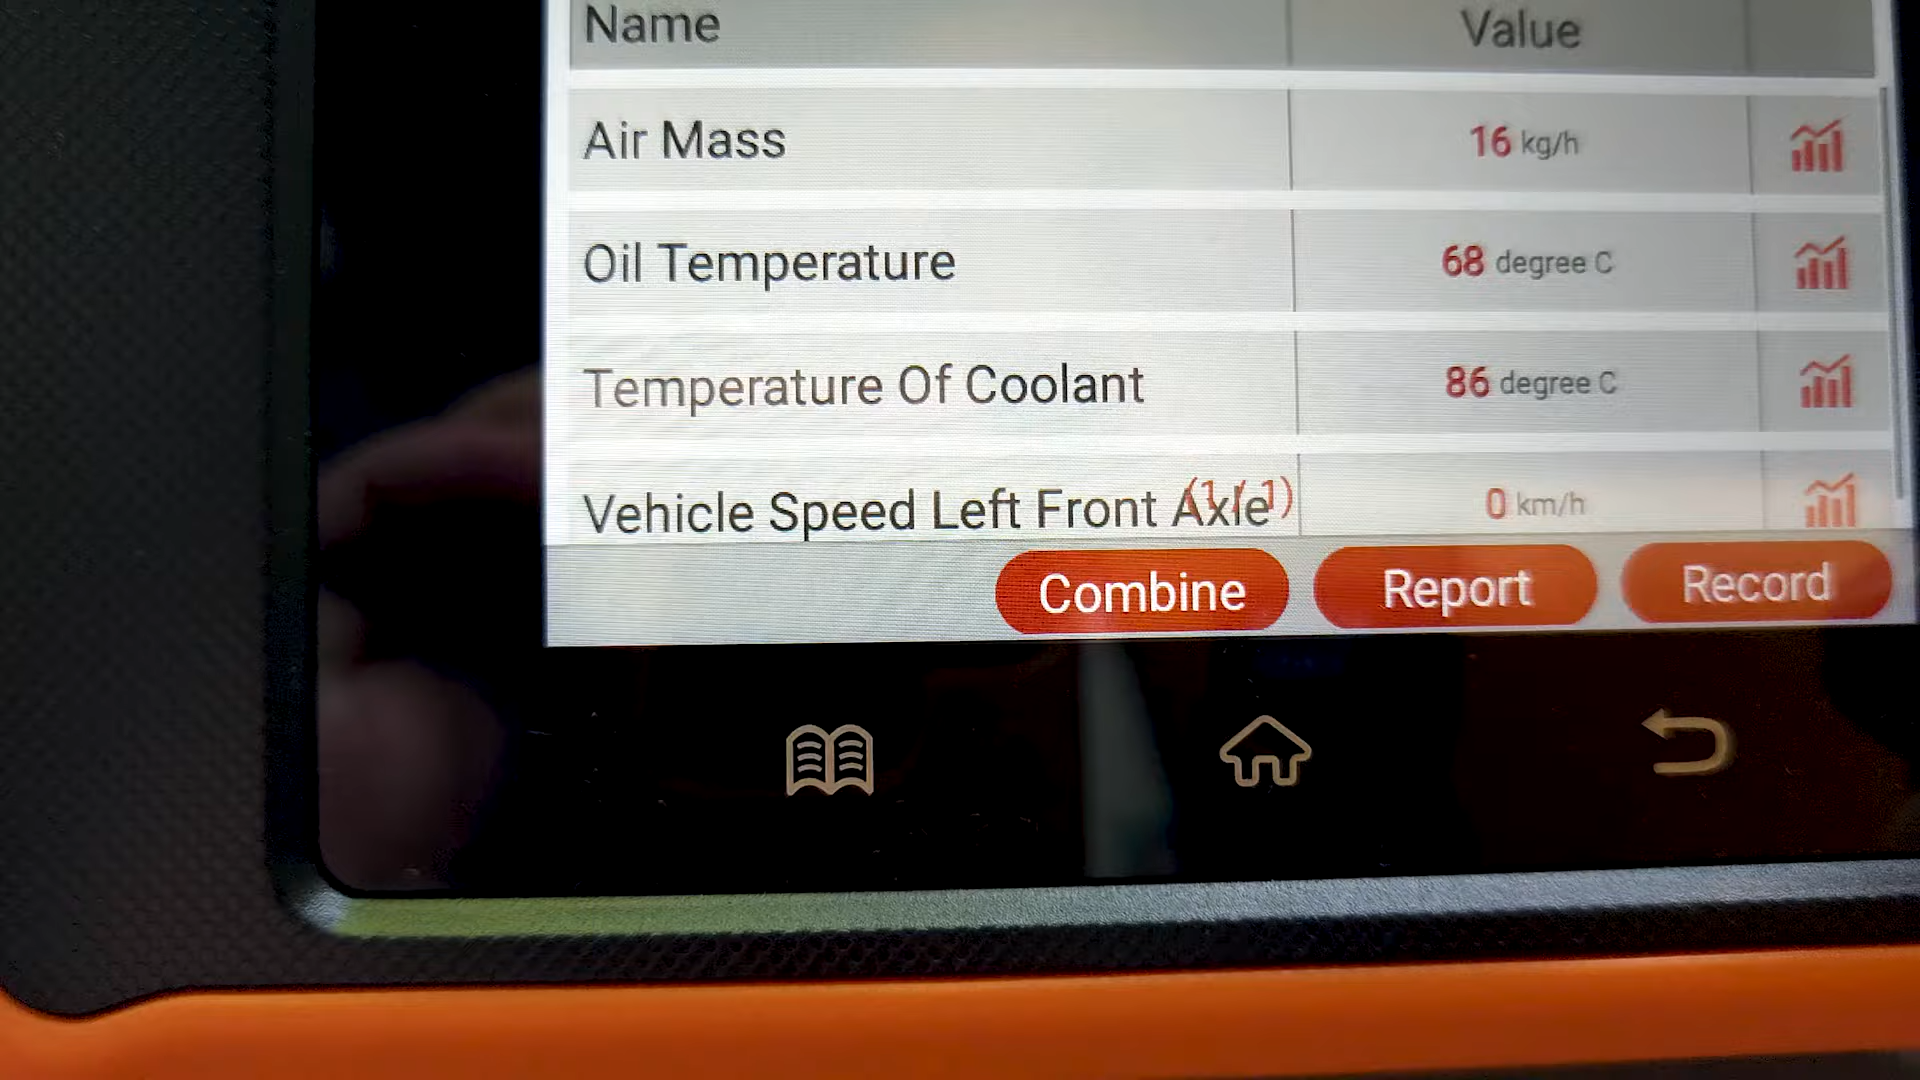 Name Value
Air Mass 16 kg/h
Oil Temperature 68 degree C
Temperature Of Coolant 86 degree C
Vehicle Speed Left Front Axle 0 km/h
(1/1)
Combine Report Record